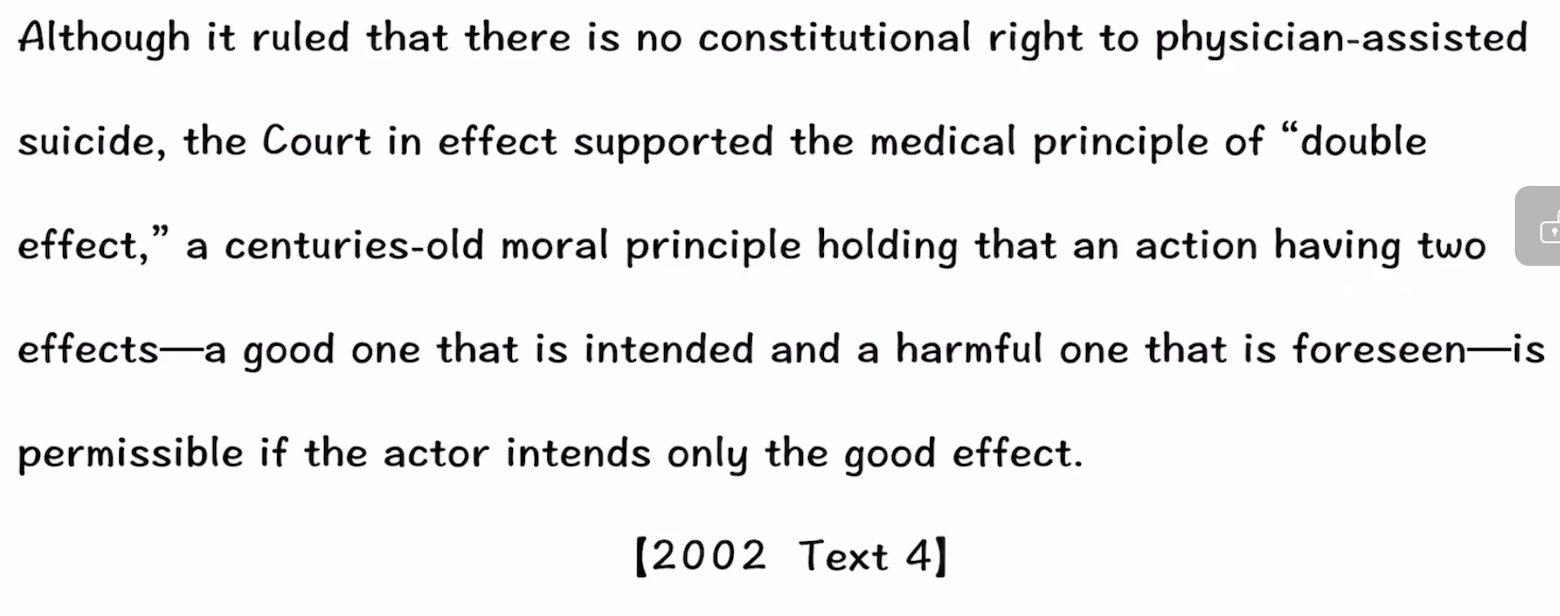 Although it ruled that there is no constitutional right to physician-assisted
suicide, the Court in effect supported the medical principle of “double
effect,” a centuries-old moral principle holding that an action having two
effects—a good one that is intended and a harmful one that is foreseen—is
permissible if the actor intends only the good effect.
【2002 Text 4】